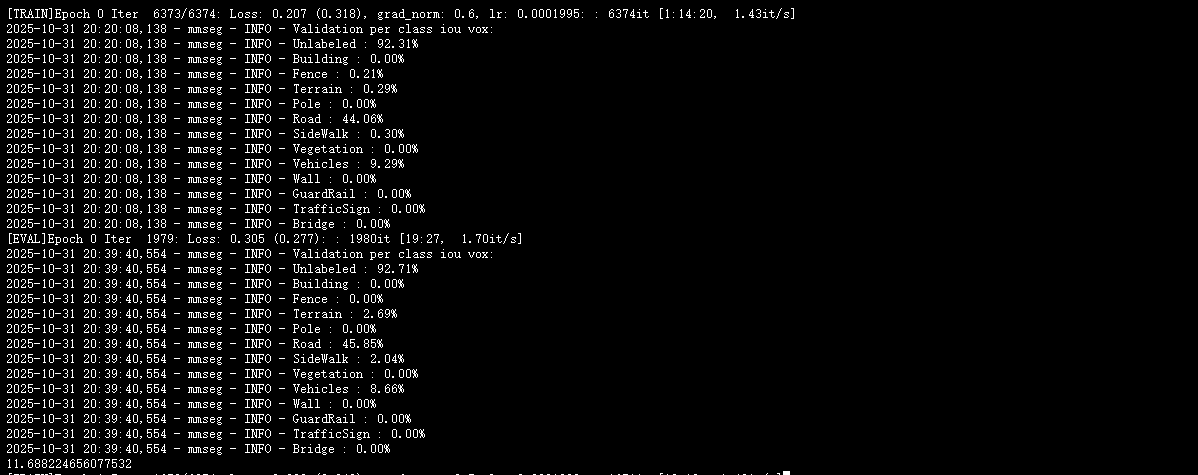 [TRAIN]Epoch 0 Iter  6373/6374: Loss: 0.207 (0.318), grad_norm: 0.6, lr: 0.0001995: : 6374it [1:14:20,  1.43it/s]
2025-10-31 20:20:08,138 - mmseg - INFO - Validation per class iou vox:
2025-10-31 20:20:08,138 - mmseg - INFO - Unlabeled : 92.31%
2025-10-31 20:20:08,138 - mmseg - INFO - Building : 0.00%
2025-10-31 20:20:08,138 - mmseg - INFO - Fence : 0.21%
2025-10-31 20:20:08,138 - mmseg - INFO - Terrain : 0.29%
2025-10-31 20:20:08,138 - mmseg - INFO - Pole : 0.00%
2025-10-31 20:20:08,138 - mmseg - INFO - Road : 44.06%
2025-10-31 20:20:08,138 - mmseg - INFO - SideWalk : 0.30%
2025-10-31 20:20:08,138 - mmseg - INFO - Vegetation : 0.00%
2025-10-31 20:20:08,138 - mmseg - INFO - Vehicles : 9.29%
2025-10-31 20:20:08,138 - mmseg - INFO - Wall : 0.00%
2025-10-31 20:20:08,138 - mmseg - INFO - GuardRail : 0.00%
2025-10-31 20:20:08,138 - mmseg - INFO - TrafficSign : 0.00%
2025-10-31 20:20:08,138 - mmseg - INFO - Bridge : 0.00%
[EVAL]Epoch 0 Iter  1979: Loss: 0.305 (0.277): : 1980it [19:27,  1.70it/s]
2025-10-31 20:39:40,554 - mmseg - INFO - Validation per class iou vox:
2025-10-31 20:39:40,554 - mmseg - INFO - Unlabeled : 92.71%
2025-10-31 20:39:40,554 - mmseg - INFO - Building : 0.00%
2025-10-31 20:39:40,554 - mmseg - INFO - Fence : 0.00%
2025-10-31 20:39:40,554 - mmseg - INFO - Terrain : 2.69%
2025-10-31 20:39:40,554 - mmseg - INFO - Pole : 0.00%
2025-10-31 20:39:40,554 - mmseg - INFO - Road : 45.85%
2025-10-31 20:39:40,554 - mmseg - INFO - SideWalk : 2.04%
2025-10-31 20:39:40,554 - mmseg - INFO - Vegetation : 0.00%
2025-10-31 20:39:40,554 - mmseg - INFO - Vehicles : 8.66%
2025-10-31 20:39:40,554 - mmseg - INFO - Wall : 0.00%
2025-10-31 20:39:40,554 - mmseg - INFO - GuardRail : 0.00%
2025-10-31 20:39:40,554 - mmseg - INFO - TrafficSign : 0.00%
2025-10-31 20:39:40,554 - mmseg - INFO - Bridge : 0.00%
11.688224656077532